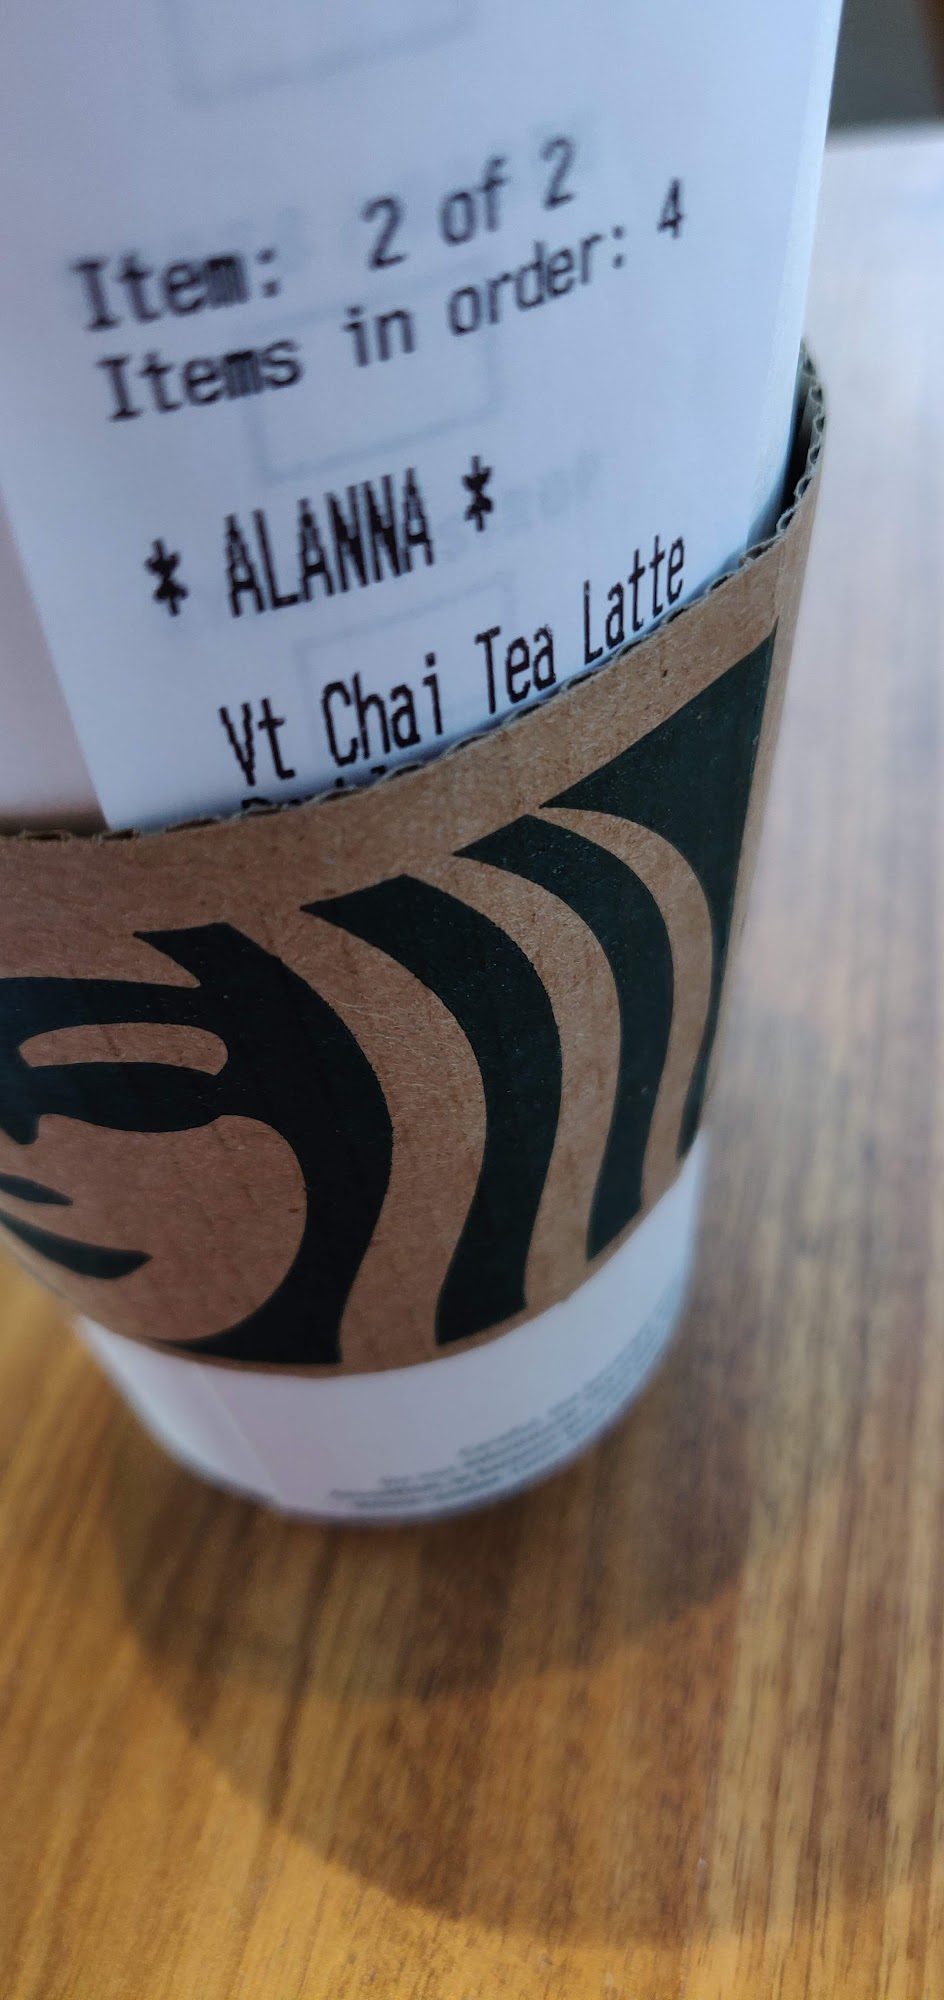 Item: 2 of 2
Items in order: 4
* ALANNA *
Vt Chai Tea Latte